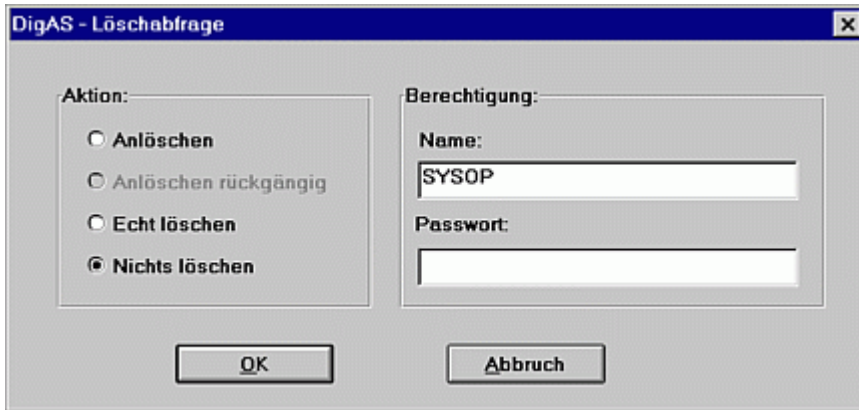 DigAS - Löschabfrage
Aktion:
Anlöschen
Anlöschen rückgängig
Echt löschen
Nichts löschen
Berechtigung:
Name:
SYSOP
Passwort:
OK
Abbruch